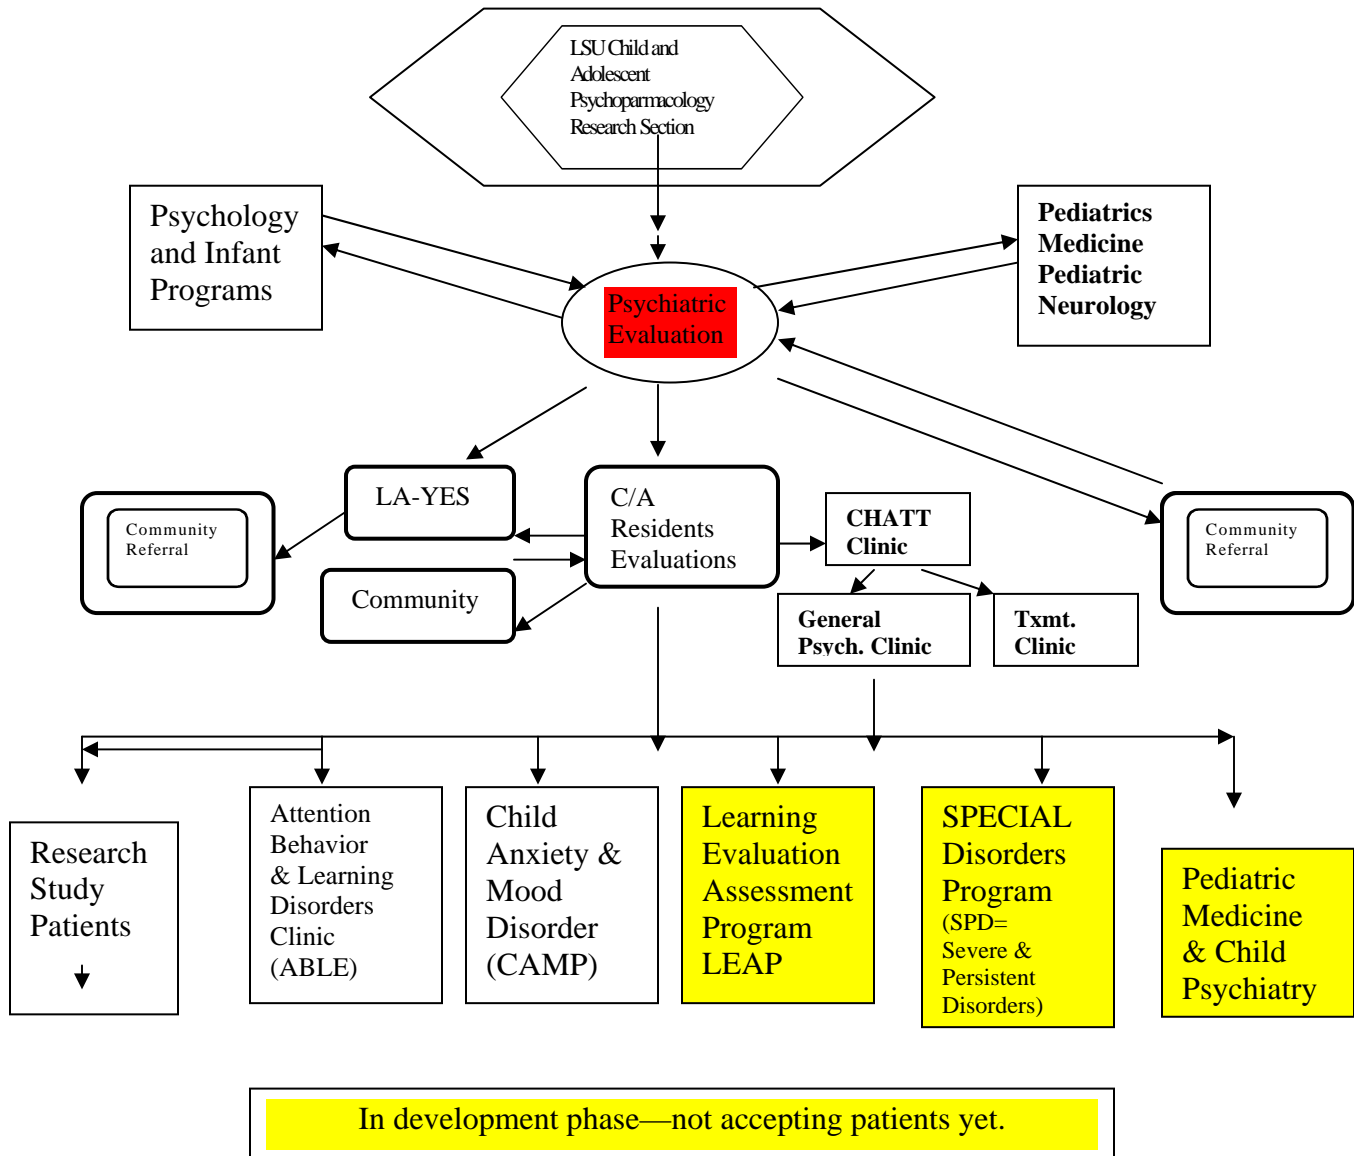 LSU Child and
Adolescent
Psychoparmacology
Research Section
Psychology
and Infant
Programs
Pediatrics
Medicine
Pediatric
Neurology
Psychiatric
Evaluation
LA-YES
C/A
Residents
Evaluations
CHATT
Clinic
Community
Referral
Community
Referral
Community
General
Psych. Clinic
Txmt.
Clinic
Research
Study
Patients
Attention
Behavior
& Learning
Disorders
Clinic
(ABLE)
Child
Anxiety &
Mood
Disorder
(CAMP)
Learning
Evaluation
Assessment
Program
LEAP
SPECIAL
Disorders
Program
(SPD=
Severe &
Persistent
Disorders)
Pediatric
Medicine
& Child
Psychiatry
In development phase—not accepting patients yet.